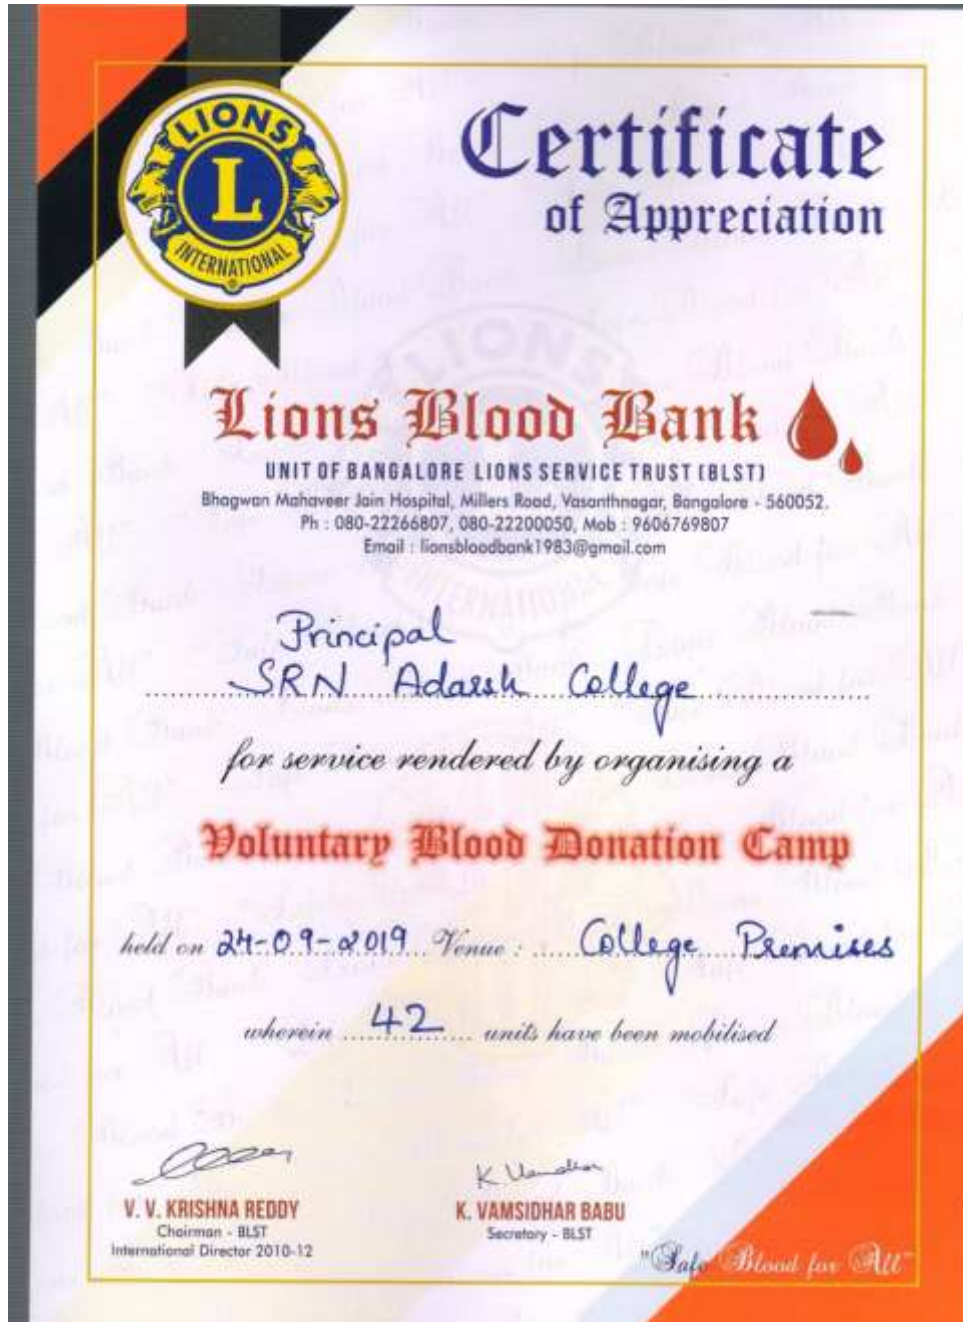 LIONS
L
INTERNATIONAL
®
Certificate
of Appreciation
Lions Blood Bank
UNIT OF BANGALORE LIONS SERVICE TRUST (BLST)
Bhagwan Mahaveer Jain Hospital, Millers Road, Vasanthnagar, Bangalore - 560052.
Ph : 080-22266807, 080-22200050, Mob : 9606769807
Email : lionsbloodbank1983@gmail.com
Principal
SRN Adarsh College
for service rendered by organising a
Voluntary Blood Donation Camp
held on 24-09-2019 Venue : College Premises
wherein 42 units have been mobilised
V. V. KRISHNA REDDY
Chairman - BLST
International Director 2010-12
K. VAMSIDHAR BABU
Secretary - BLST
"Safe Blood for All"